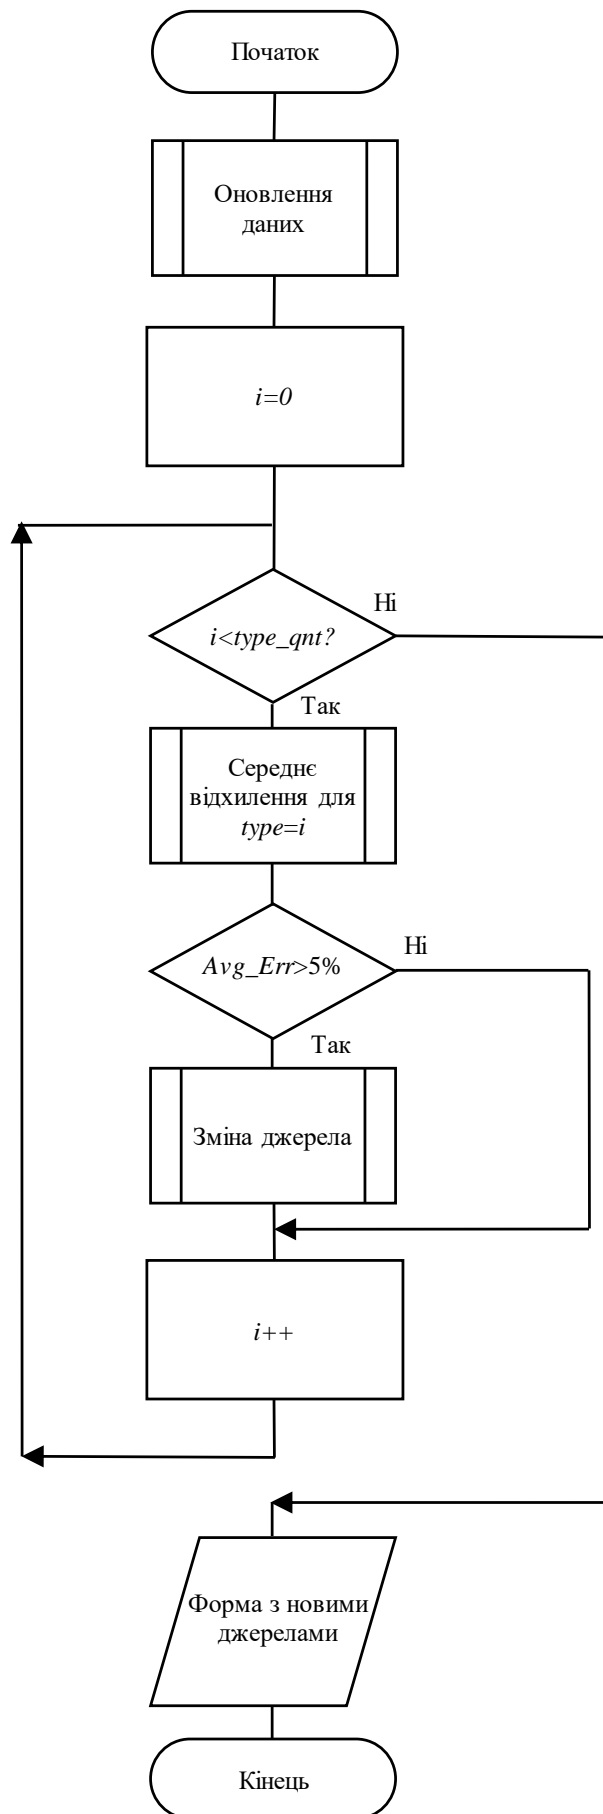 Початок
Оновлення
даних
i=0
Ні
i<type_qnt?
Так
Середнє
відхилення для
type=i
Ні
Avg_Err>5%
Так
Зміна джерела
i++
Форма з новими
джерелами
Кінець